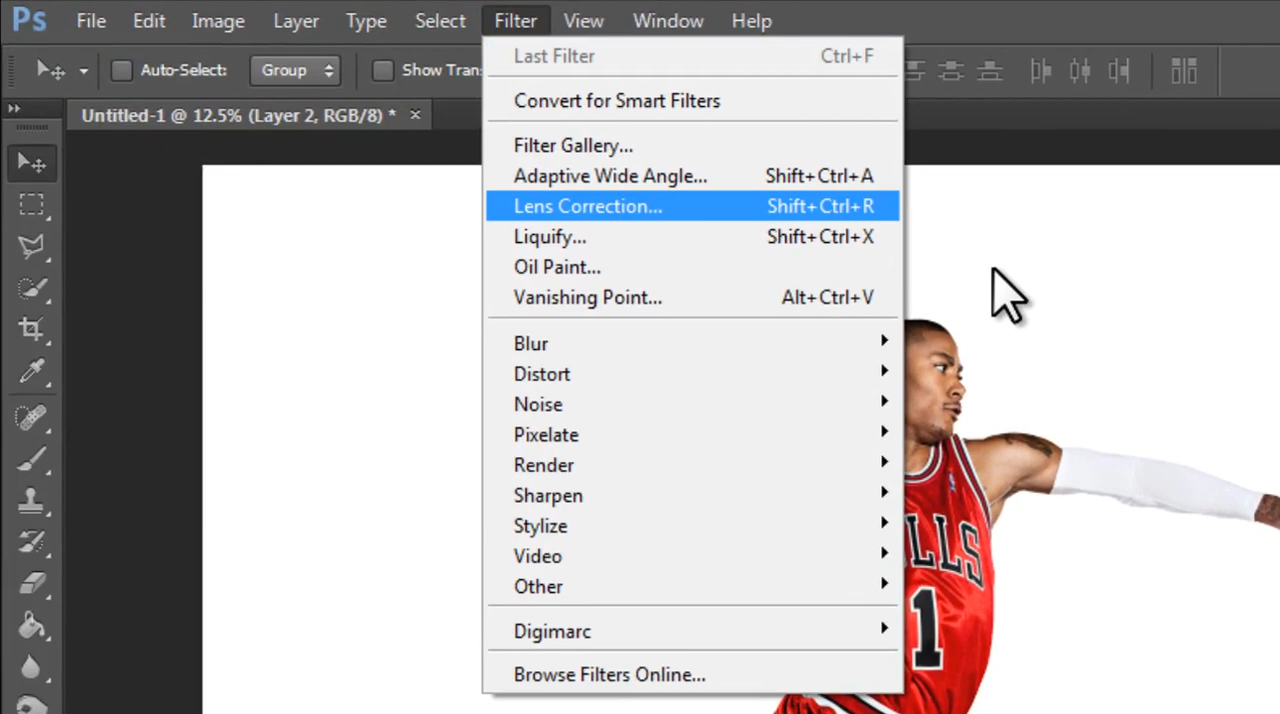 Ps File Edit Image Layer Type Select Filter View Window Help
Auto-Select: Group Show Tran
Untitled-1 @ 12.5% (Layer 2, RGB/8) * ×
Last Filter Ctrl+F
Convert for Smart Filters
Filter Gallery...
Adaptive Wide Angle... Shift+Ctrl+A
Lens Correction... Shift+Ctrl+R
Liquify... Shift+Ctrl+X
Oil Paint...
Vanishing Point... Alt+Ctrl+V
Blur
Distort
Noise
Pixelate
Render
Sharpen
Stylize
Video
Other
Digimarc
Browse Filters Online...
LLS
1